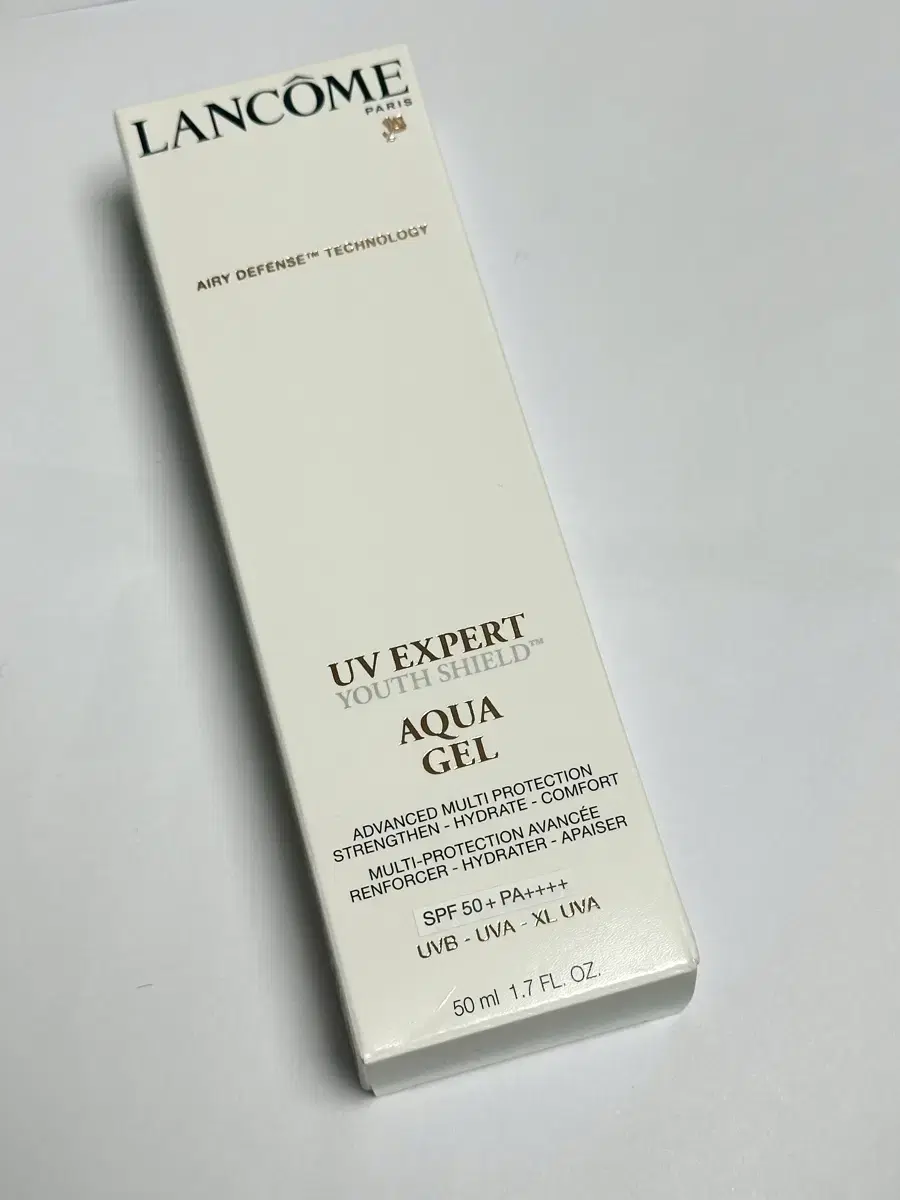 LANCÔME
PARIS
AIRY DEFENSE™ TECHNOLOGY
UV EXPERT
YOUTH SHIELD™
AQUA
GEL
ADVANCED MULTI PROTECTION
STRENGTHEN - HYDRATE - COMFORT
MULTI-PROTECTION AVANCÉE
RENFORCER - HYDRATER - APAISER
SPF 50+ PA++++
UVB - UVA - XL UVA
50 ml 1.7 FL. OZ.